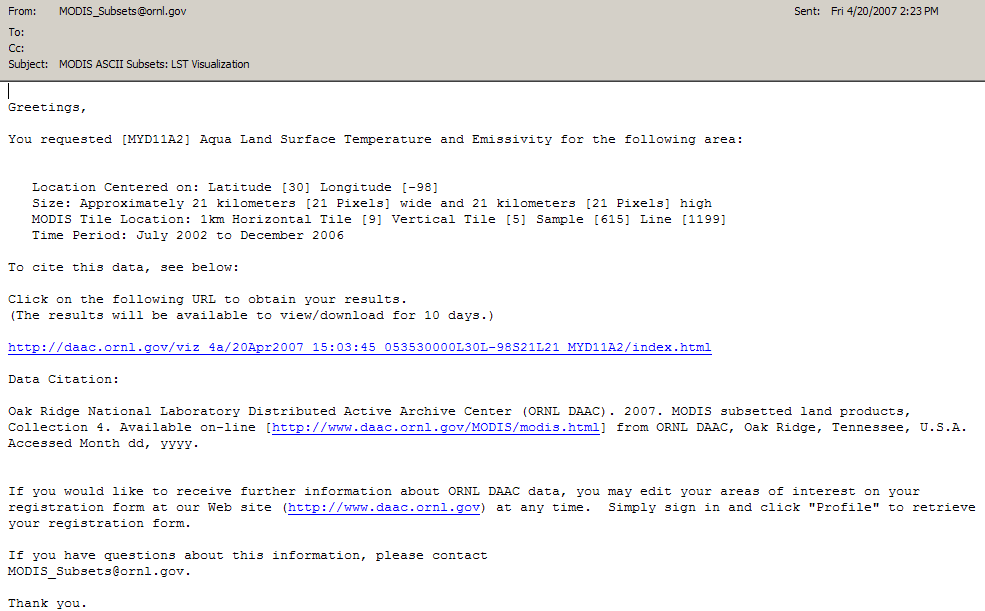 From: MODIS_Subsets@ornl.gov Sent: Fri 4/20/2007 2:23 PM
To:
Cc:
Subject: MODIS ASCII Subsets: LST Visualization
Greetings,
You requested [MYD11A2] Aqua Land Surface Temperature and Emissivity for the following area:
Location Centered on: Latitude [30] Longitude [-98]
Size: Approximately 21 kilometers [21 Pixels] wide and 21 kilometers [21 Pixels] high
MODIS Tile Location: 1km Horizontal Tile [9] Vertical Tile [5] Sample [615] Line [1199]
Time Period: July 2002 to December 2006
To cite this data, see below:
Click on the following URL to obtain your results.
(The results will be available to view/download for 10 days.)
http://daac.ornl.gov/viz_4a/20Apr2007_15:03:45_053530000L30L-98S21L21_MYD11A2/index.html
Data Citation:
Oak Ridge National Laboratory Distributed Active Archive Center (ORNL DAAC). 2007. MODIS subsetted land products,
Collection 4. Available on-line [http://www.daac.ornl.gov/MODIS/modis.html] from ORNL DAAC, Oak Ridge, Tennessee, U.S.A.
Accessed Month dd, yyyy.
If you would like to receive further information about ORNL DAAC data, you may edit your areas of interest on your
registration form at our Web site (http://www.daac.ornl.gov) at any time.  Simply sign in and click "Profile" to retrieve
your registration form.
If you have questions about this information, please contact
MODIS_Subsets@ornl.gov.
Thank you.